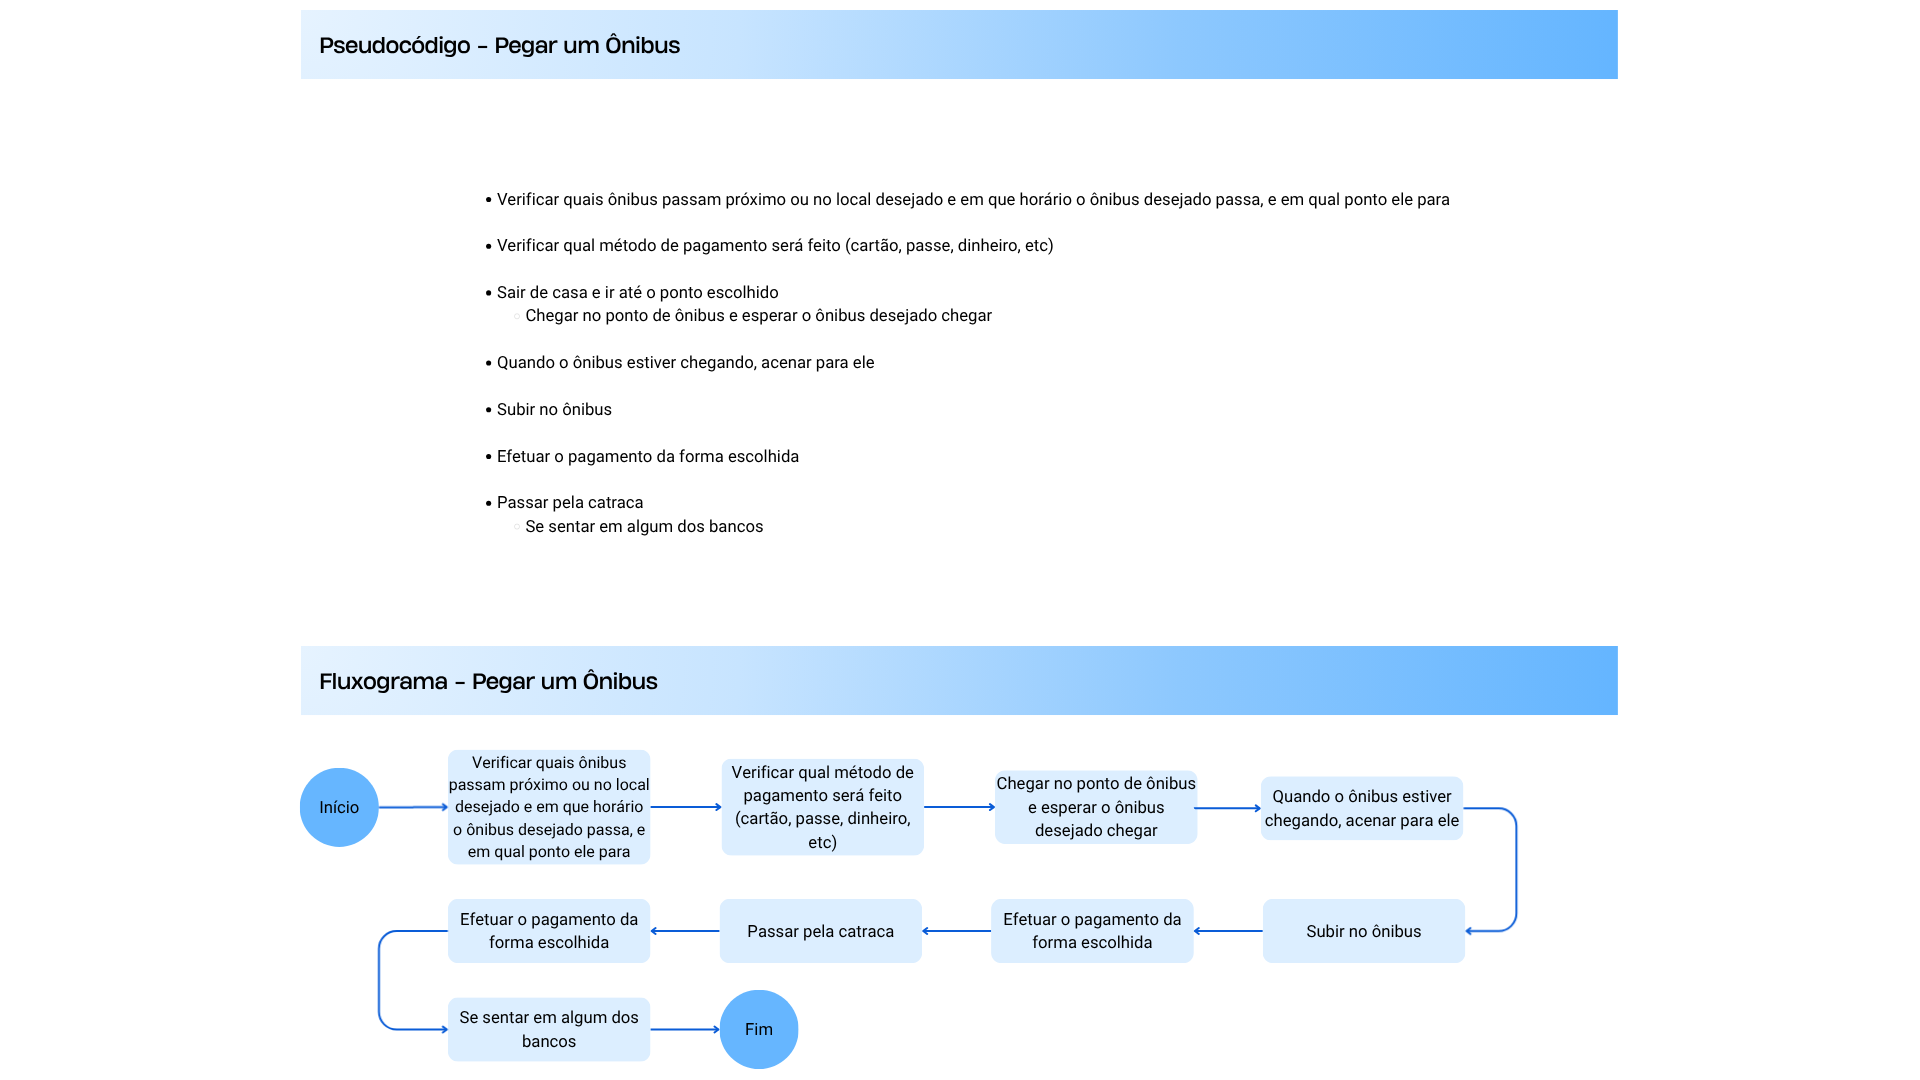 Pseudocódigo - Pegar um Ônibus
Verificar quais ônibus passam próximo ou no local desejado e em que horário o ônibus desejado passa, e em qual ponto ele para
Verificar qual método de pagamento será feito (cartão, passe, dinheiro, etc)
Sair de casa e ir até o ponto escolhido
Chegar no ponto de ônibus e esperar o ônibus desejado chegar
Quando o ônibus estiver chegando, acenar para ele
Subir no ônibus
Efetuar o pagamento da forma escolhida
Passar pela catraca
Se sentar em algum dos bancos
Fluxograma - Pegar um Ônibus
Início
Verificar quais ônibus
passam próximo ou no local
desejado e em que horário
o ônibus desejado passa, e
em qual ponto ele para
Verificar qual método de
pagamento será feito
(cartão, passe, dinheiro,
etc)
Chegar no ponto de ônibus
e esperar o ônibus
desejado chegar
Quando o ônibus estiver
chegando, acenar para ele
Subir no ônibus
Efetuar o pagamento da
forma escolhida
Passar pela catraca
Efetuar o pagamento da
forma escolhida
Se sentar em algum dos
bancos
Fim